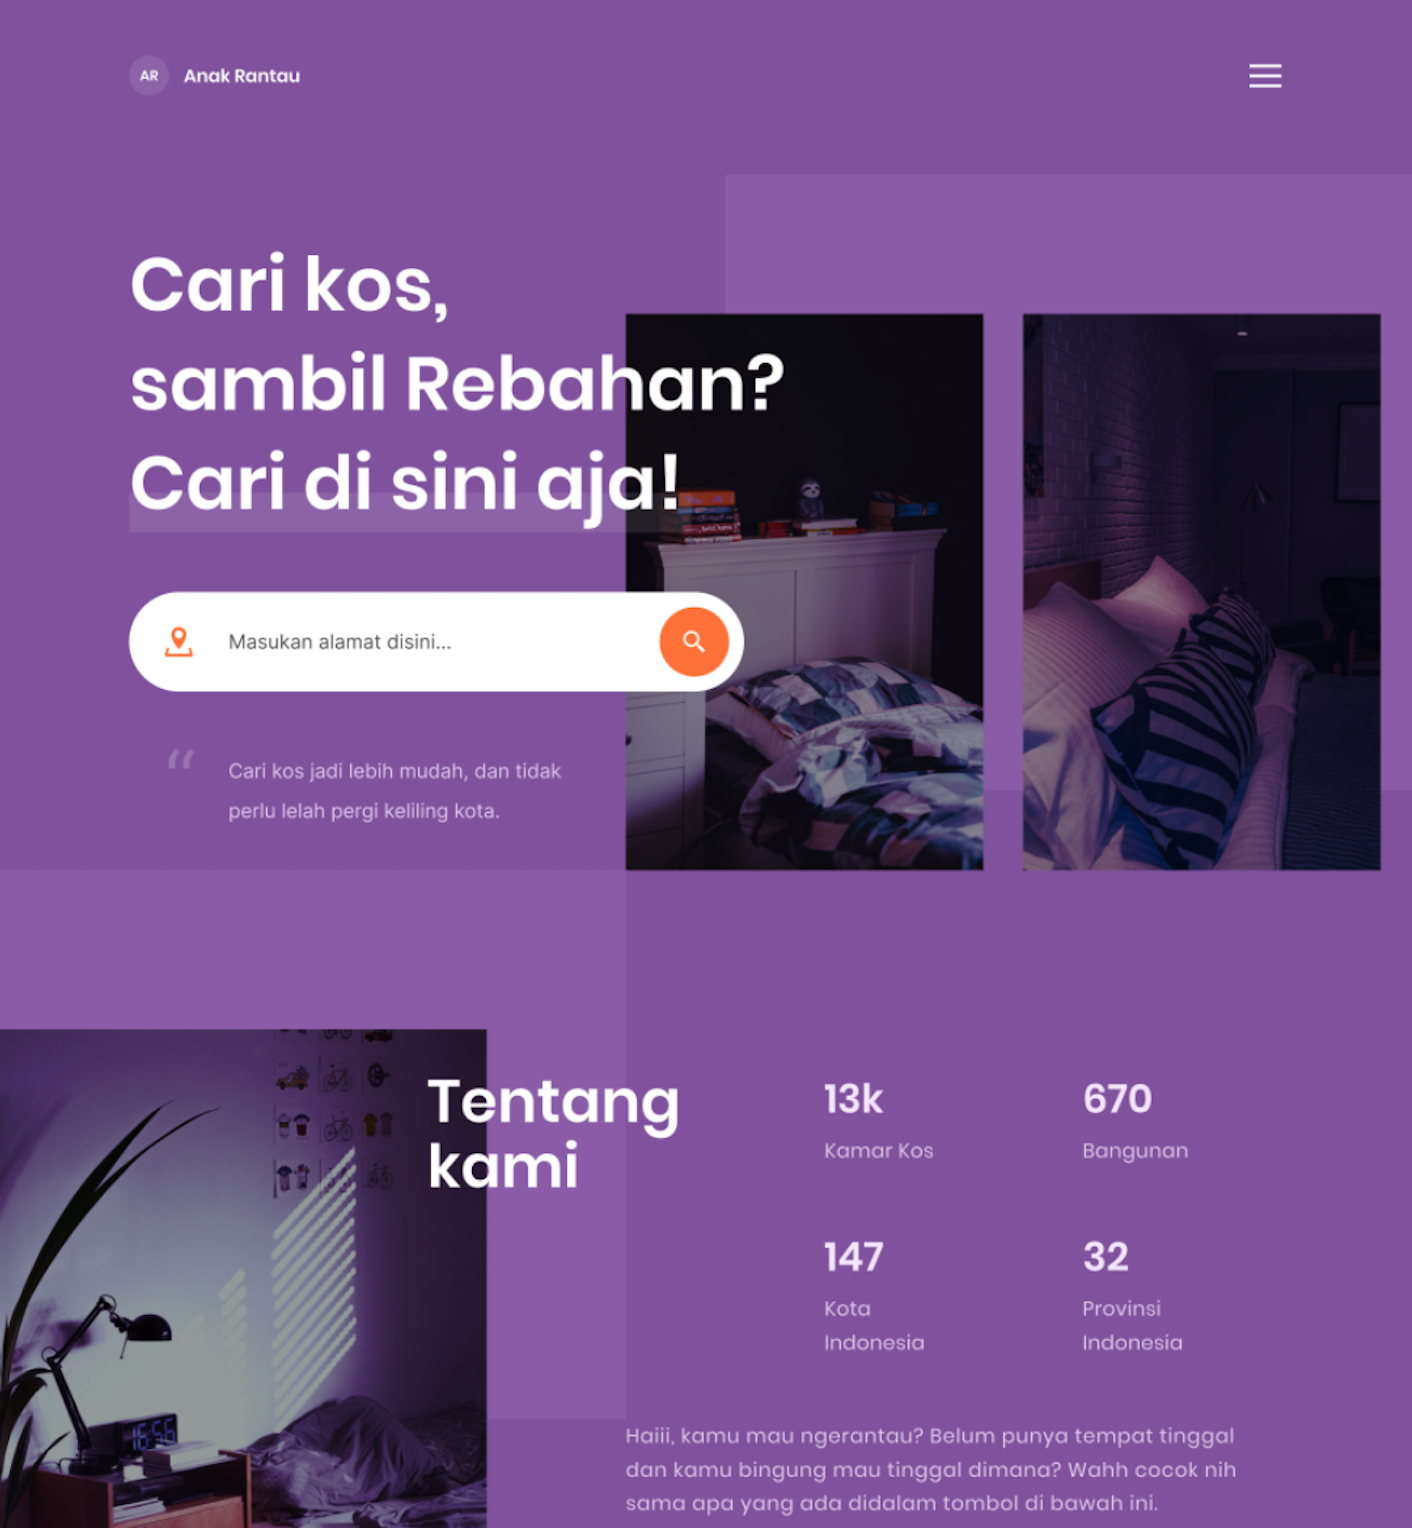 AR Anak Rantau
Cari kos,
sambil Rebahan?
Cari di sini aja!
Masukan alamat disini...
“ Cari kos jadi lebih mudah, dan tidak
perlu lelah pergi keliling kota.
Tentang
kami
13k
Kamar Kos
670
Bangunan
147
Kota
Indonesia
32
Provinsi
Indonesia
16:56
Haiii, kamu mau ngerantau? Belum punya tempat tinggal
dan kamu bingung mau tinggal dimana? Wahh cocok nih
sama apa yang ada didalam tombol di bawah ini.